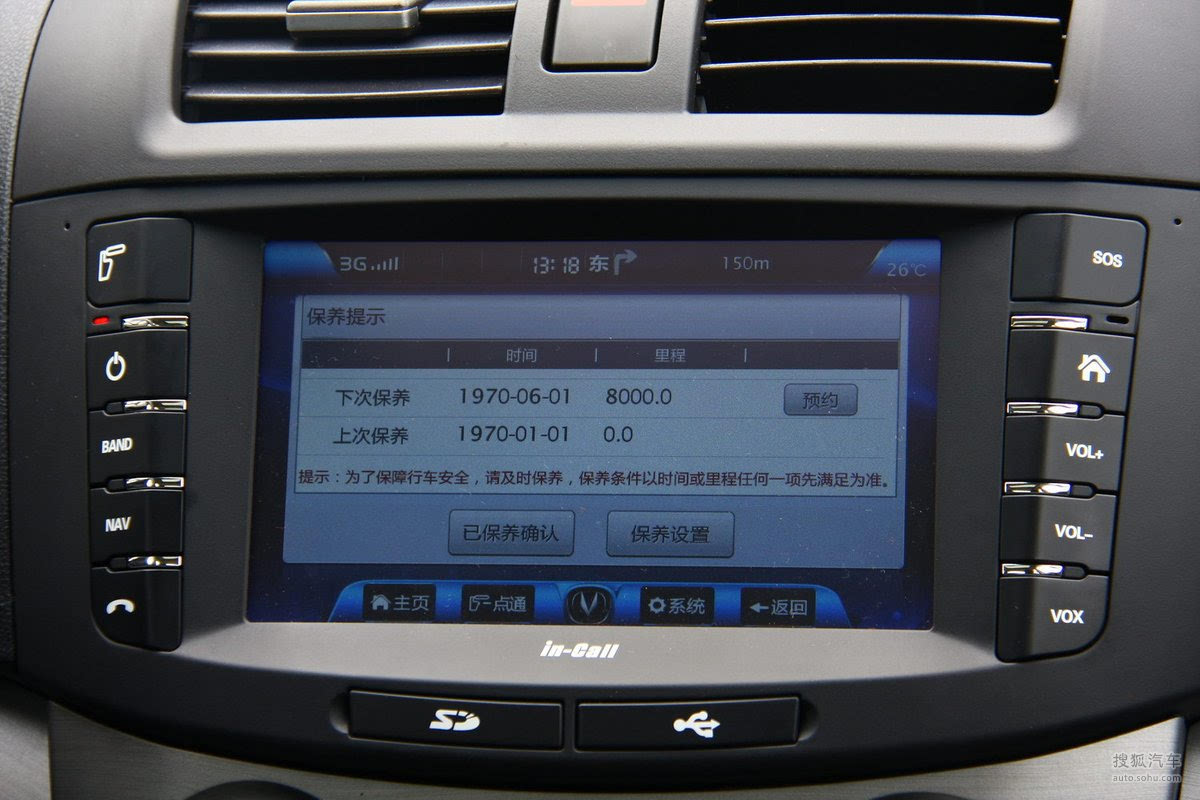 3G 13:18 东 150m 26℃
SOS
保养提示
时间 里程
下次保养 1970-06-01 8000.0 预约
上次保养 1970-01-01 0.0
提示：为了保障行车安全，请及时保养，保养条件以时间或里程任何一项先满足为准。
已保养确认 保养设置
主页 一点通 系统 返回
BAND
NAV
VOL+
VOL-
VOX
in-Call
SD
搜狐汽车
auto.sohu.com